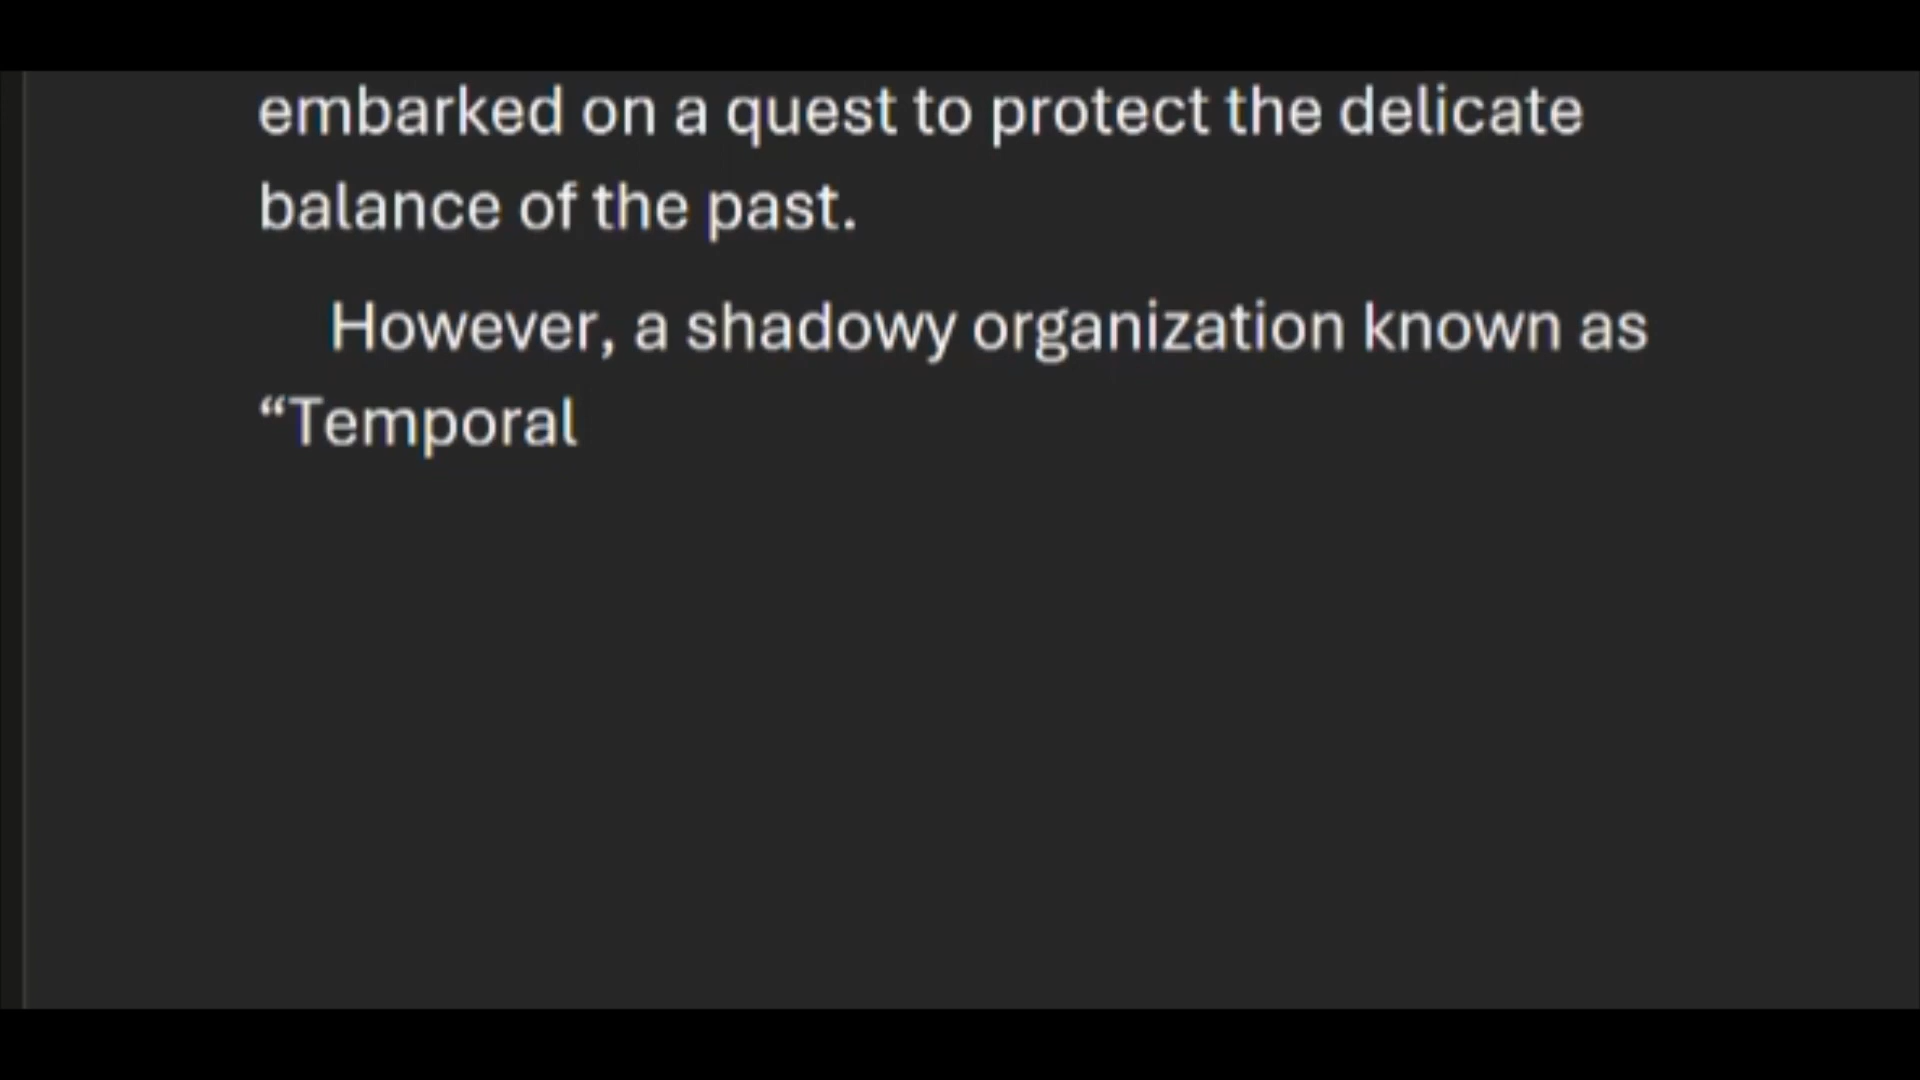 embarked on a quest to protect the delicate
balance of the past.
However, a shadowy organization known as
“Temporal